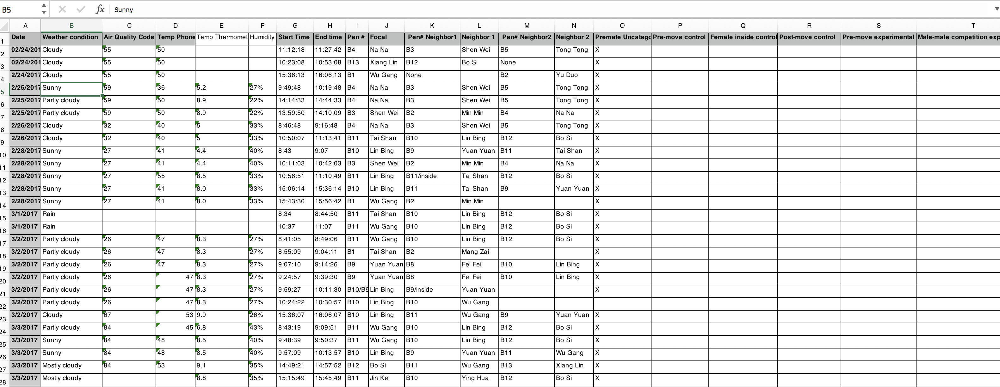 B5 fx Sunny
A B C D E F G H I J K L M N O P Q R S T
1 Date Weather condition Air Quality Code Temp Phone Temp Thermomet Humidity Start Time End time Pen # Focal Pen# Neighbor1 Neighbor 1 Pen# Neighbor2 Neighbor 2 Premate Uncatego Pre-move control Female inside control Post-move control Pre-move experimental Male-male competition exp
2 02/24/201 Cloudy 55 50 11:12:18 11:27:42 B4 Na Na B3 Shen Wei B5 Tong Tong X
3 02/24/201 Cloudy 55 50 10:23:08 10:53:08 B13 Xiang Lin B12 Bo Si None X
4 2/24/2017 Cloudy 55 50 15:36:13 16:06:13 B1 Wu Gang None B2 Yu Duo X
5 2/25/2017 Sunny 59 36 5.2 27% 9:49:48 10:19:48 B4 Na Na B3 Shen Wei B5 Tong Tong X
6 2/25/2017 Partly cloudy 59 50 8.9 22% 14:14:33 14:44:33 B4 Na Na B3 Shen Wei B5 Tong Tong X
7 2/25/2017 Partly cloudy 59 50 8.9 22% 13:59:50 14:10:09 B3 Shen Wei B2 Min Min B4 Na Na X
8 2/26/2017 Cloudy 32 40 5 33% 8:46:48 9:16:48 B4 Na Na B3 Shen Wei B5 Tong Tong X
9 2/26/2017 Cloudy 32 40 5 33% 10:50:07 11:13:41 B11 Tai Shan B10 Lin Bing B12 Bo Si X
10 2/28/2017 Sunny 27 41 4.4 40% 8:43 9:07 B10 Lin Bing B9 Yuan Yuan B11 Tai Shan X
11 2/28/2017 Sunny 27 41 4.4 40% 10:11:03 10:42:03 B3 Shen Wei B2 Min Min B4 Na Na X
12 2/28/2017 Sunny 27 55 8.5 33% 10:56:51 11:10:49 B11 Lin Bing B11/inside Tai Shan B12 Bo Si X
13 2/28/2017 Sunny 27 41 8.0 33% 15:06:14 15:36:14 B10 Lin Bing B11 Tai Shan B9 Yuan Yuan X
14 2/28/2017 Sunny 27 41 8.0 33% 15:43:30 15:56:42 B1 Wu Gang B2 Min Min X
15 3/1/2017 Rain 8:34 8:44:50 B11 Tai Shan B10 Lin Bing B12 Bo Si X
16 3/1/2017 Rain 10:37 11:07 B11 Wu Gang B10 Lin Bing B12 Bo Si X
17 3/2/2017 Partly cloudy 26 47 8.3 27% 8:41:05 8:49:06 B11 Wu Gang B10 Lin Bing B12 Bo Si X
18 3/2/2017 Partly cloudy 26 47 8.3 27% 8:55:09 9:04:11 B1 Tai Shan B2 Mang Zai X
19 3/2/2017 Partly cloudy 26 47 8.3 27% 9:07:10 9:14:26 B9 Yuan Yuan B8 Fei Fei B10 Lin Bing X
20 3/2/2017 Partly cloudy 26 47 8.3 27% 9:24:57 9:39:30 B9 Yuan Yuan B8 Fei Fei B10 Lin Bing X
21 3/2/2017 Partly cloudy 26 47 8.3 27% 9:59:27 10:11:30 B10/B9 Lin Bing B9/inside Yuan Yuan X
22 3/2/2017 Partly cloudy 26 47 8.3 27% 10:24:22 10:30:57 B10 Lin Bing B10 Wu Gang
23 3/2/2017 Cloudy 67 53 9.9 26% 15:36:07 16:06:07 B10 Lin Bing B11 Wu Gang B9 Yuan Yuan X
24 3/3/2017 Partly cloudy 84 45 6.8 43% 8:43:19 9:09:51 B11 Wu Gang B10 Lin Bing B12 Bo Si X
25 3/3/2017 Sunny 84 48 8.5 40% 9:48:39 9:50:37 B11 Wu Gang B10 Lin Bing B12 Bo Si X
26 3/3/2017 Sunny 84 48 8.5 40% 9:57:09 10:13:57 B10 Lin Bing B9 Yuan Yuan B11 Wu Gang X
27 3/3/2017 Mostly cloudy 84 53 9.1 35% 14:49:21 14:57:52 B12 Bo Si B11 Wu Gang B13 Xiang Lin X
28 3/3/2017 Mostly cloudy 8.8 35% 15:15:49 15:45:49 B11 Jin Ke B10 Ying Hua B12 Bo Si X